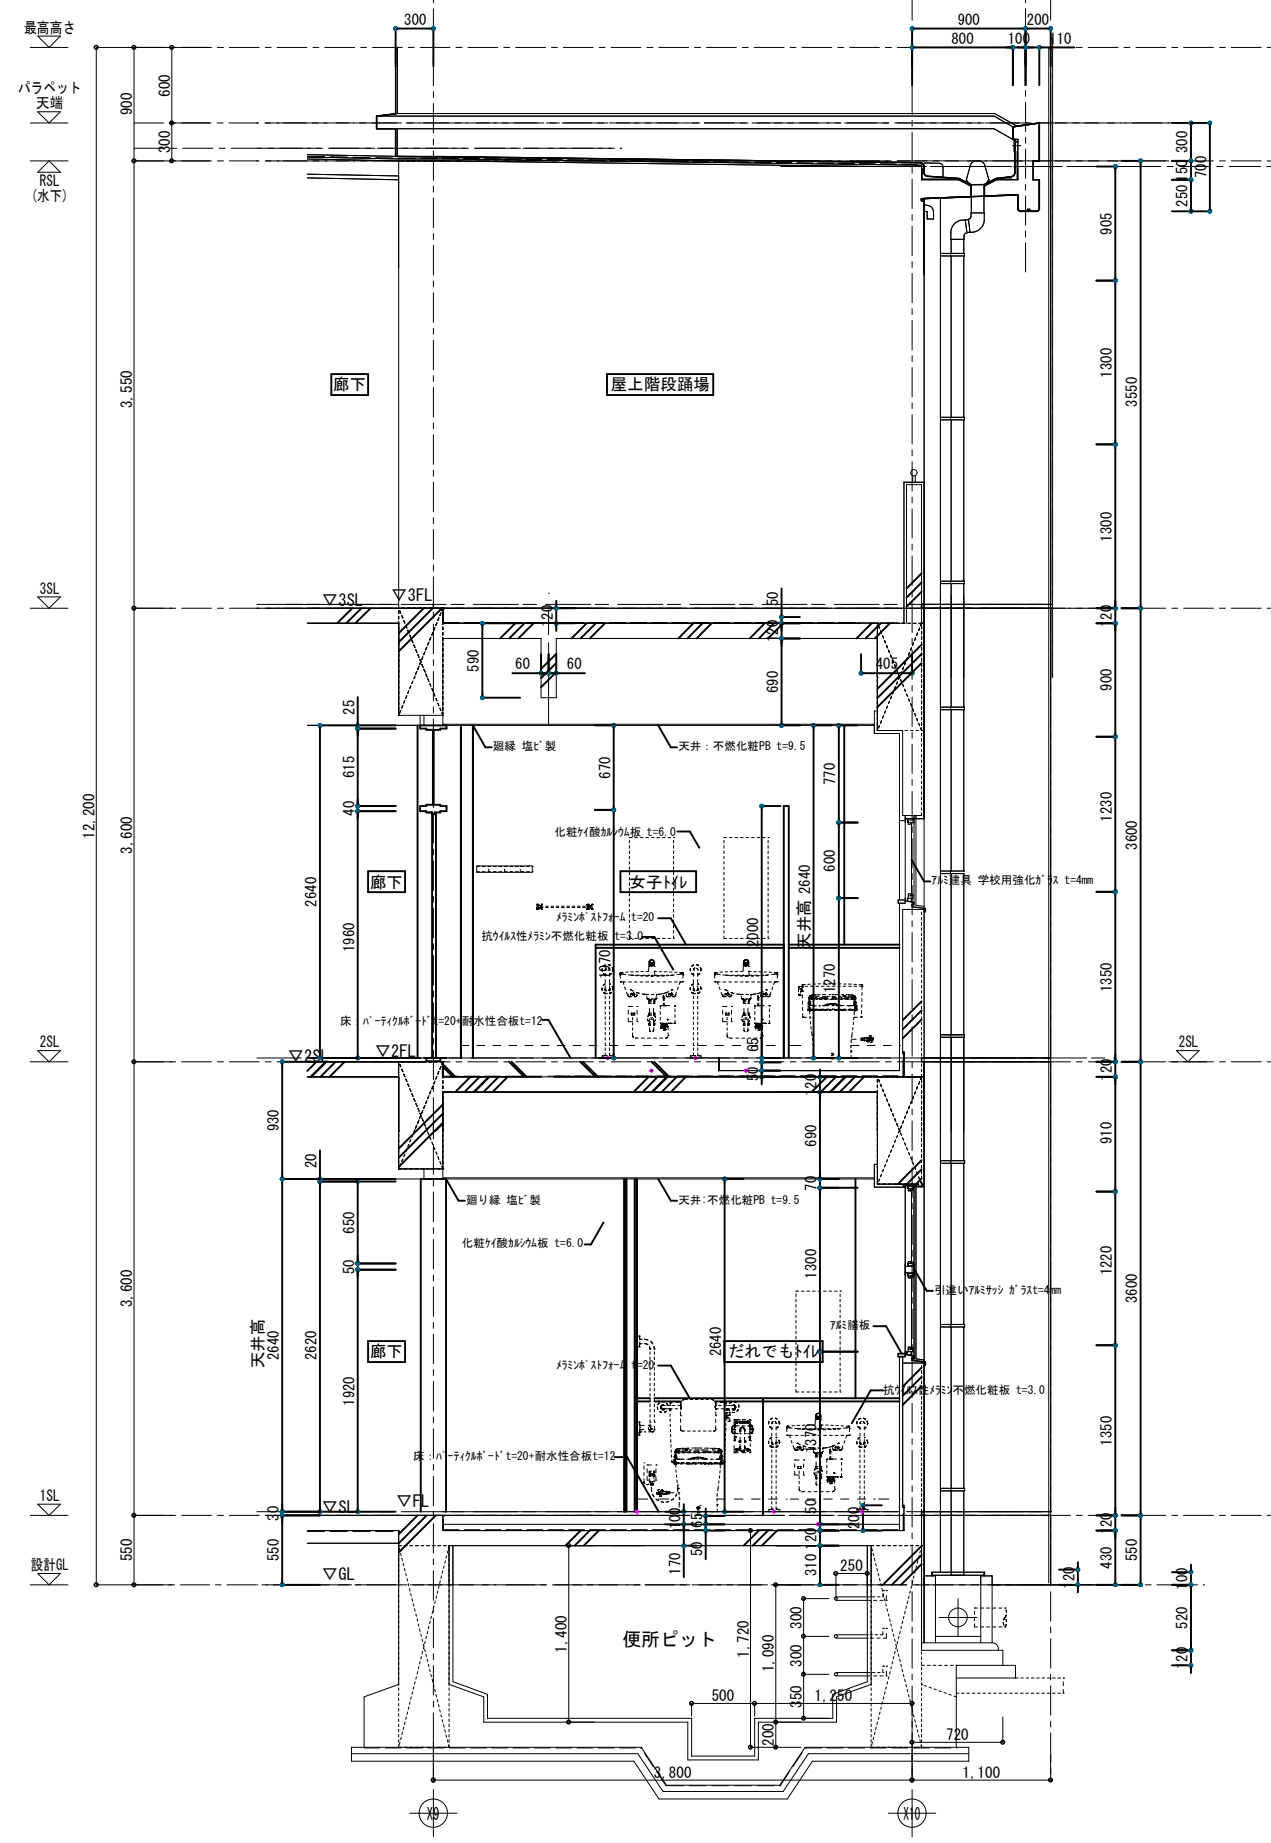 最高高さ
300
900
200
800
100
110
パラペット
天端
900
600
300
RSL
(水下)
300
150
250
700
905
3,550
廊下
屋上階段踊場
1300
3550
12,200
1300
3SL
▽3SL
▽3FL
120
50
120
120
590
60
60
690
405
900
25
615
40
廻縁 塩ビ製
670
天井：不燃化粧PB t=9.5
770
1230
3,600
3600
化粧ケイ酸カルシウム板 t=6.0
600
2640
廊下
女子トイレ
天井高 2640
アルミ建具 学校用強化ガラス t=4mm
1960
メラミンポストフォーム t=20
抗ウイルス性メラミン不燃化粧板 t=3.0
2000
1270
1350
床：パーティクルボードt=20+耐水性合板t=12
65
2SL
▽2SL
▽2FL
2SL
50
120
120
930
690
910
20
70
廻り縁 塩ビ製
天井：不燃化粧PB t=9.5
650
50
化粧ケイ酸カルシウム板 t=6.0
1300
1220
3,600
3600
引違いアルミサッシ ガラスt=4mm
天井高
2640
2620
廊下
2640
だれでもトイレ
アルミ膳板
メラミンポストフォーム t=20
抗ウイルス性メラミン不燃化粧板 t=3.0
1920
1350
床：パーティクルボードt=20+耐水性合板t=12
1SL
▽SL
▽FL
30
100
65
50
200
120
550
550
170
50
310
120
430
550
設計GL
▽GL
250
120
100
1,400
便所ピット
1,720
1,090
300
300
350
520
120
500
1,250
200
720
3,800
1,100
X9
X10